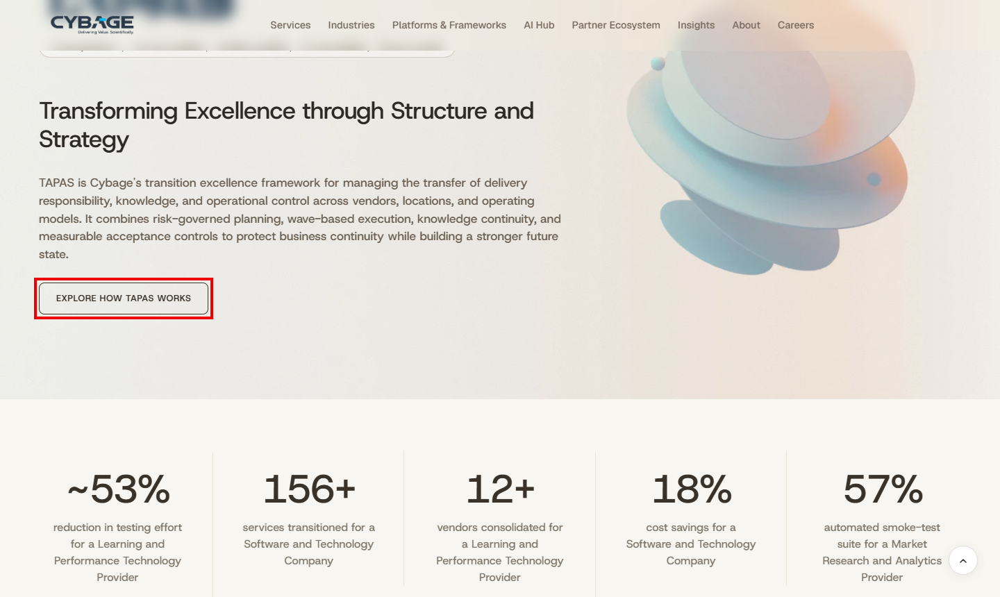 CYBAGE
Delivering Value. Scientifically.
Services Industries Platforms & Frameworks AI Hub Partner Ecosystem Insights About Careers
Transforming Excellence through Structure and
Strategy
TAPAS is Cybage's transition excellence framework for managing the transfer of delivery
responsibility, knowledge, and operational control across vendors, locations, and operating
models. It combines risk-governed planning, wave-based execution, knowledge continuity, and
measurable acceptance controls to protect business continuity while building a stronger future
state.
EXPLORE HOW TAPAS WORKS
~53%
reduction in testing effort
for a Learning and
Performance Technology
Provider
156+
services transitioned for a
Software and Technology
Company
12+
vendors consolidated for
a Learning and
Performance Technology
Provider
18%
cost savings for a
Software and Technology
Company
57%
automated smoke-test
suite for a Market
Research and Analytics
Provider